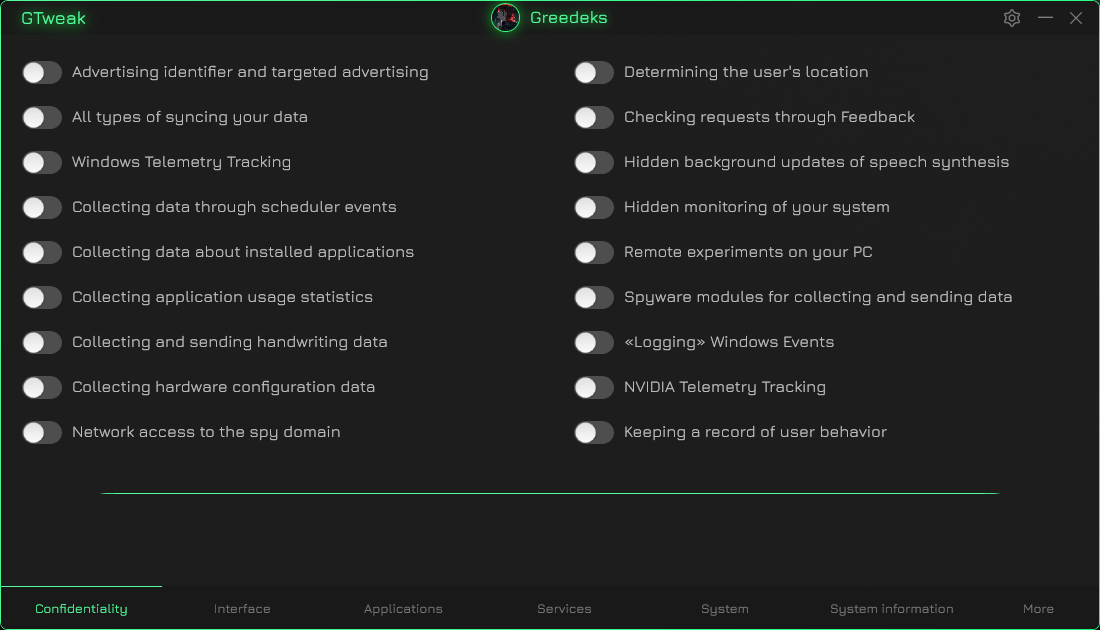 GTweak
Greedeks
Advertising identifier and targeted advertising
All types of syncing your data
Windows Telemetry Tracking
Collecting data through scheduler events
Collecting data about installed applications
Collecting application usage statistics
Collecting and sending handwriting data
Collecting hardware configuration data
Network access to the spy domain
Determining the user's location
Checking requests through Feedback
Hidden background updates of speech synthesis
Hidden monitoring of your system
Remote experiments on your PC
Spyware modules for collecting and sending data
«Logging» Windows Events
NVIDIA Telemetry Tracking
Keeping a record of user behavior
Confidentiality
Interface
Applications
Services
System
System information
More